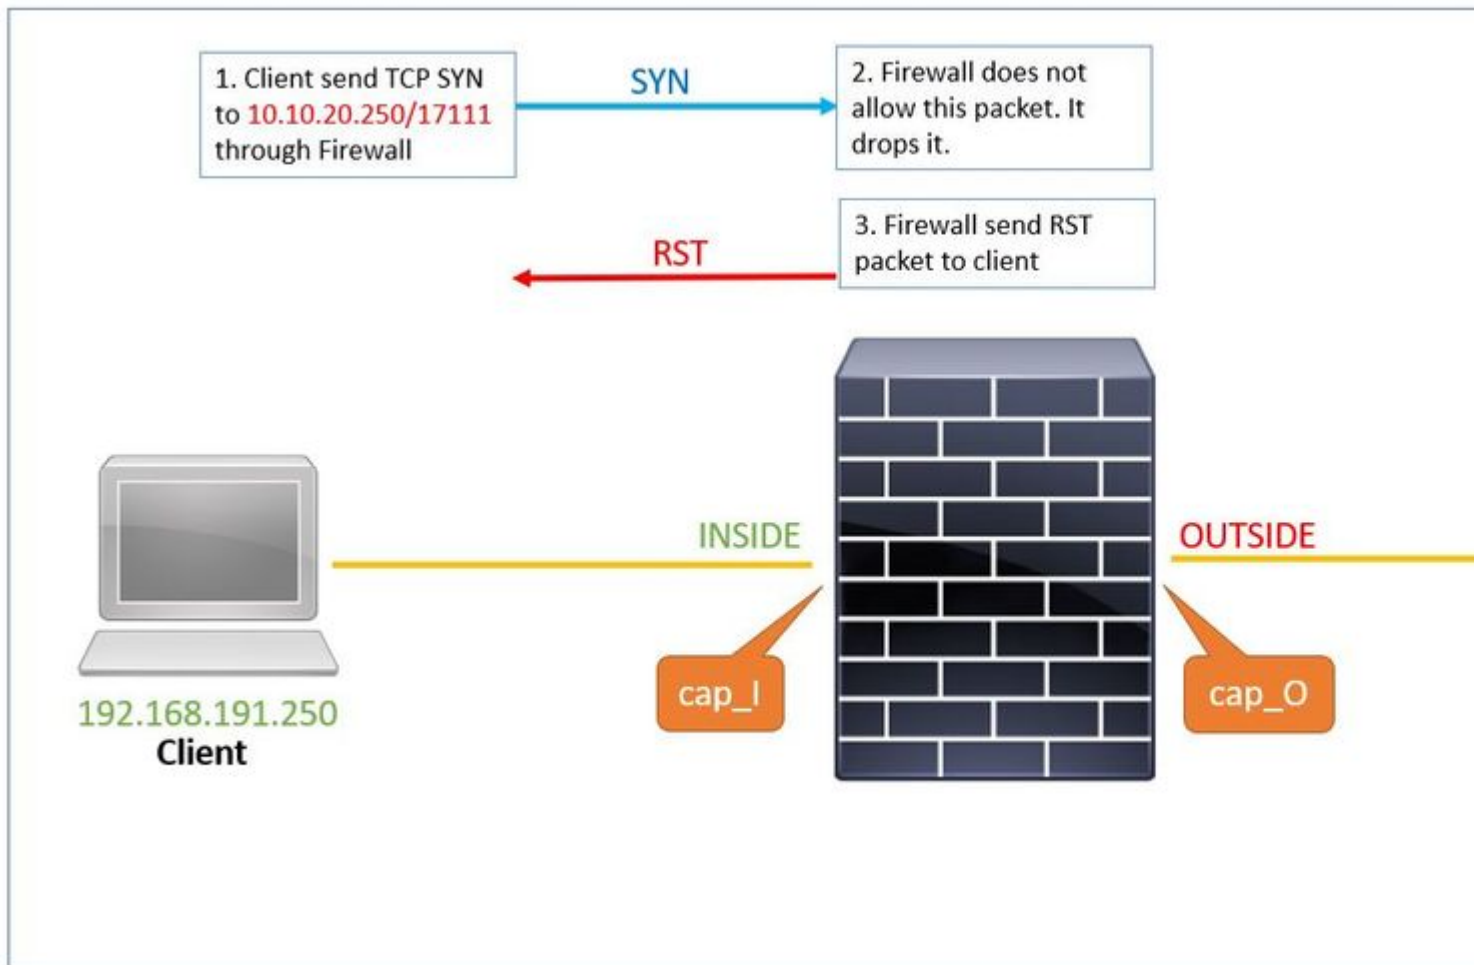 1. Client send TCP SYN
to 10.10.20.250/17111
through Firewall
SYN
2. Firewall does not
allow this packet. It
drops it.
RST
3. Firewall send RST
packet to client
INSIDE
OUTSIDE
cap_I
cap_O
192.168.191.250
Client